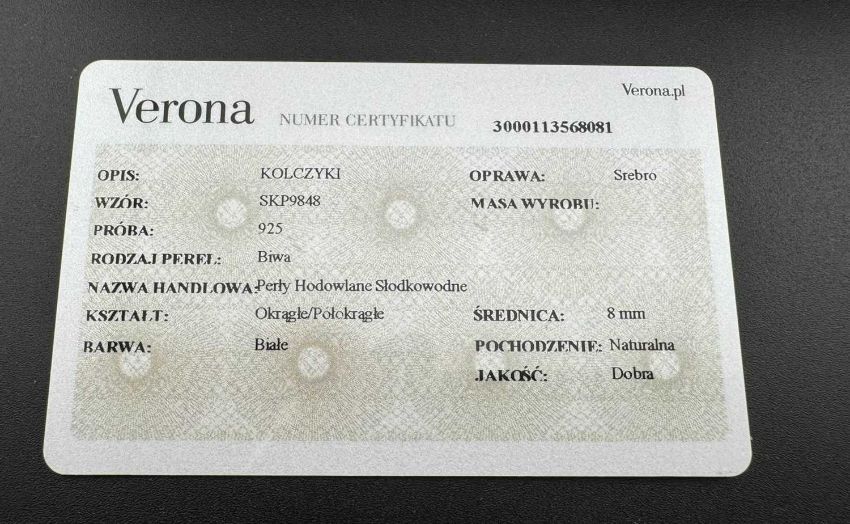 Verona.pl
Verona NUMER CERTYFIKATU 3000113568081
OPIS: KOLCZYKI OPRAWA: Srebro
WZÓR: SKP9848 MASA WYROBU:
PRÓBA: 925
RODZAJ PEREŁ: Biwa
NAZWA HANDLOWA: Perły Hodowlane Słodkowodne
KSZTAŁT: Okrągłe/Półokrągłe ŚREDNICA: 8 mm
BARWA: Białe POCHODZENIE: Naturalna
JAKOŚĆ: Dobra